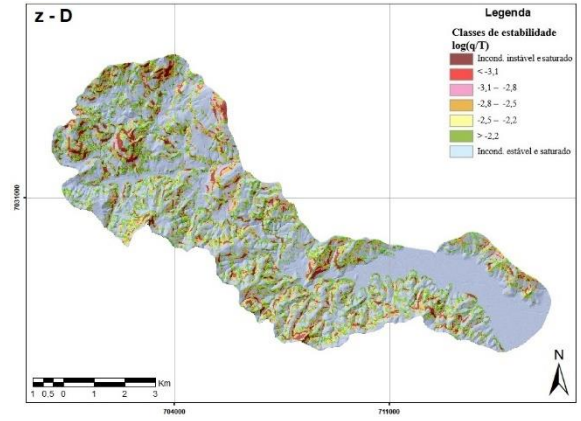 z - D
Legenda
Classes de estabilidade
log(q/T)
Incond. instável e saturado
< -3,1
-3,1 – -2,8
-2,8 – -2,5
-2,5 – -2,2
> -2,2
Incond. estável e saturado
7031000
N
Km
1 0.5 0 1 2 3
704000 711000